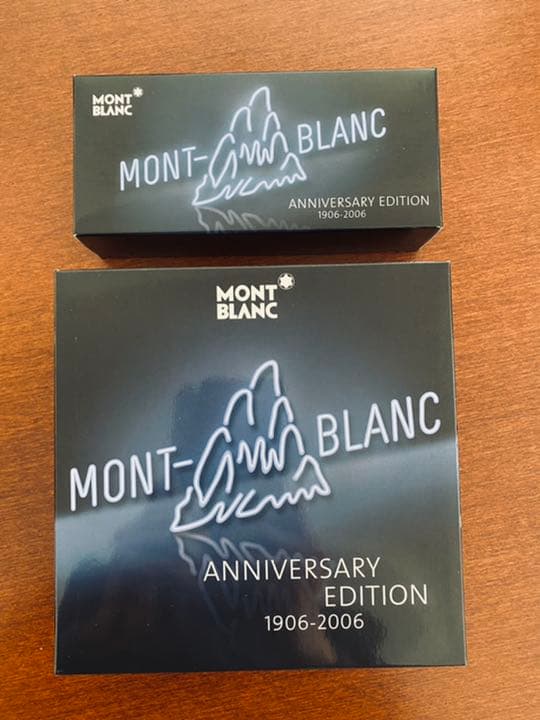 MONT
BLANC
MONT- BLANC
ANNIVERSARY EDITION
1906-2006
MONT
BLANC
MONT- BLANC
ANNIVERSARY
EDITION
1906-2006